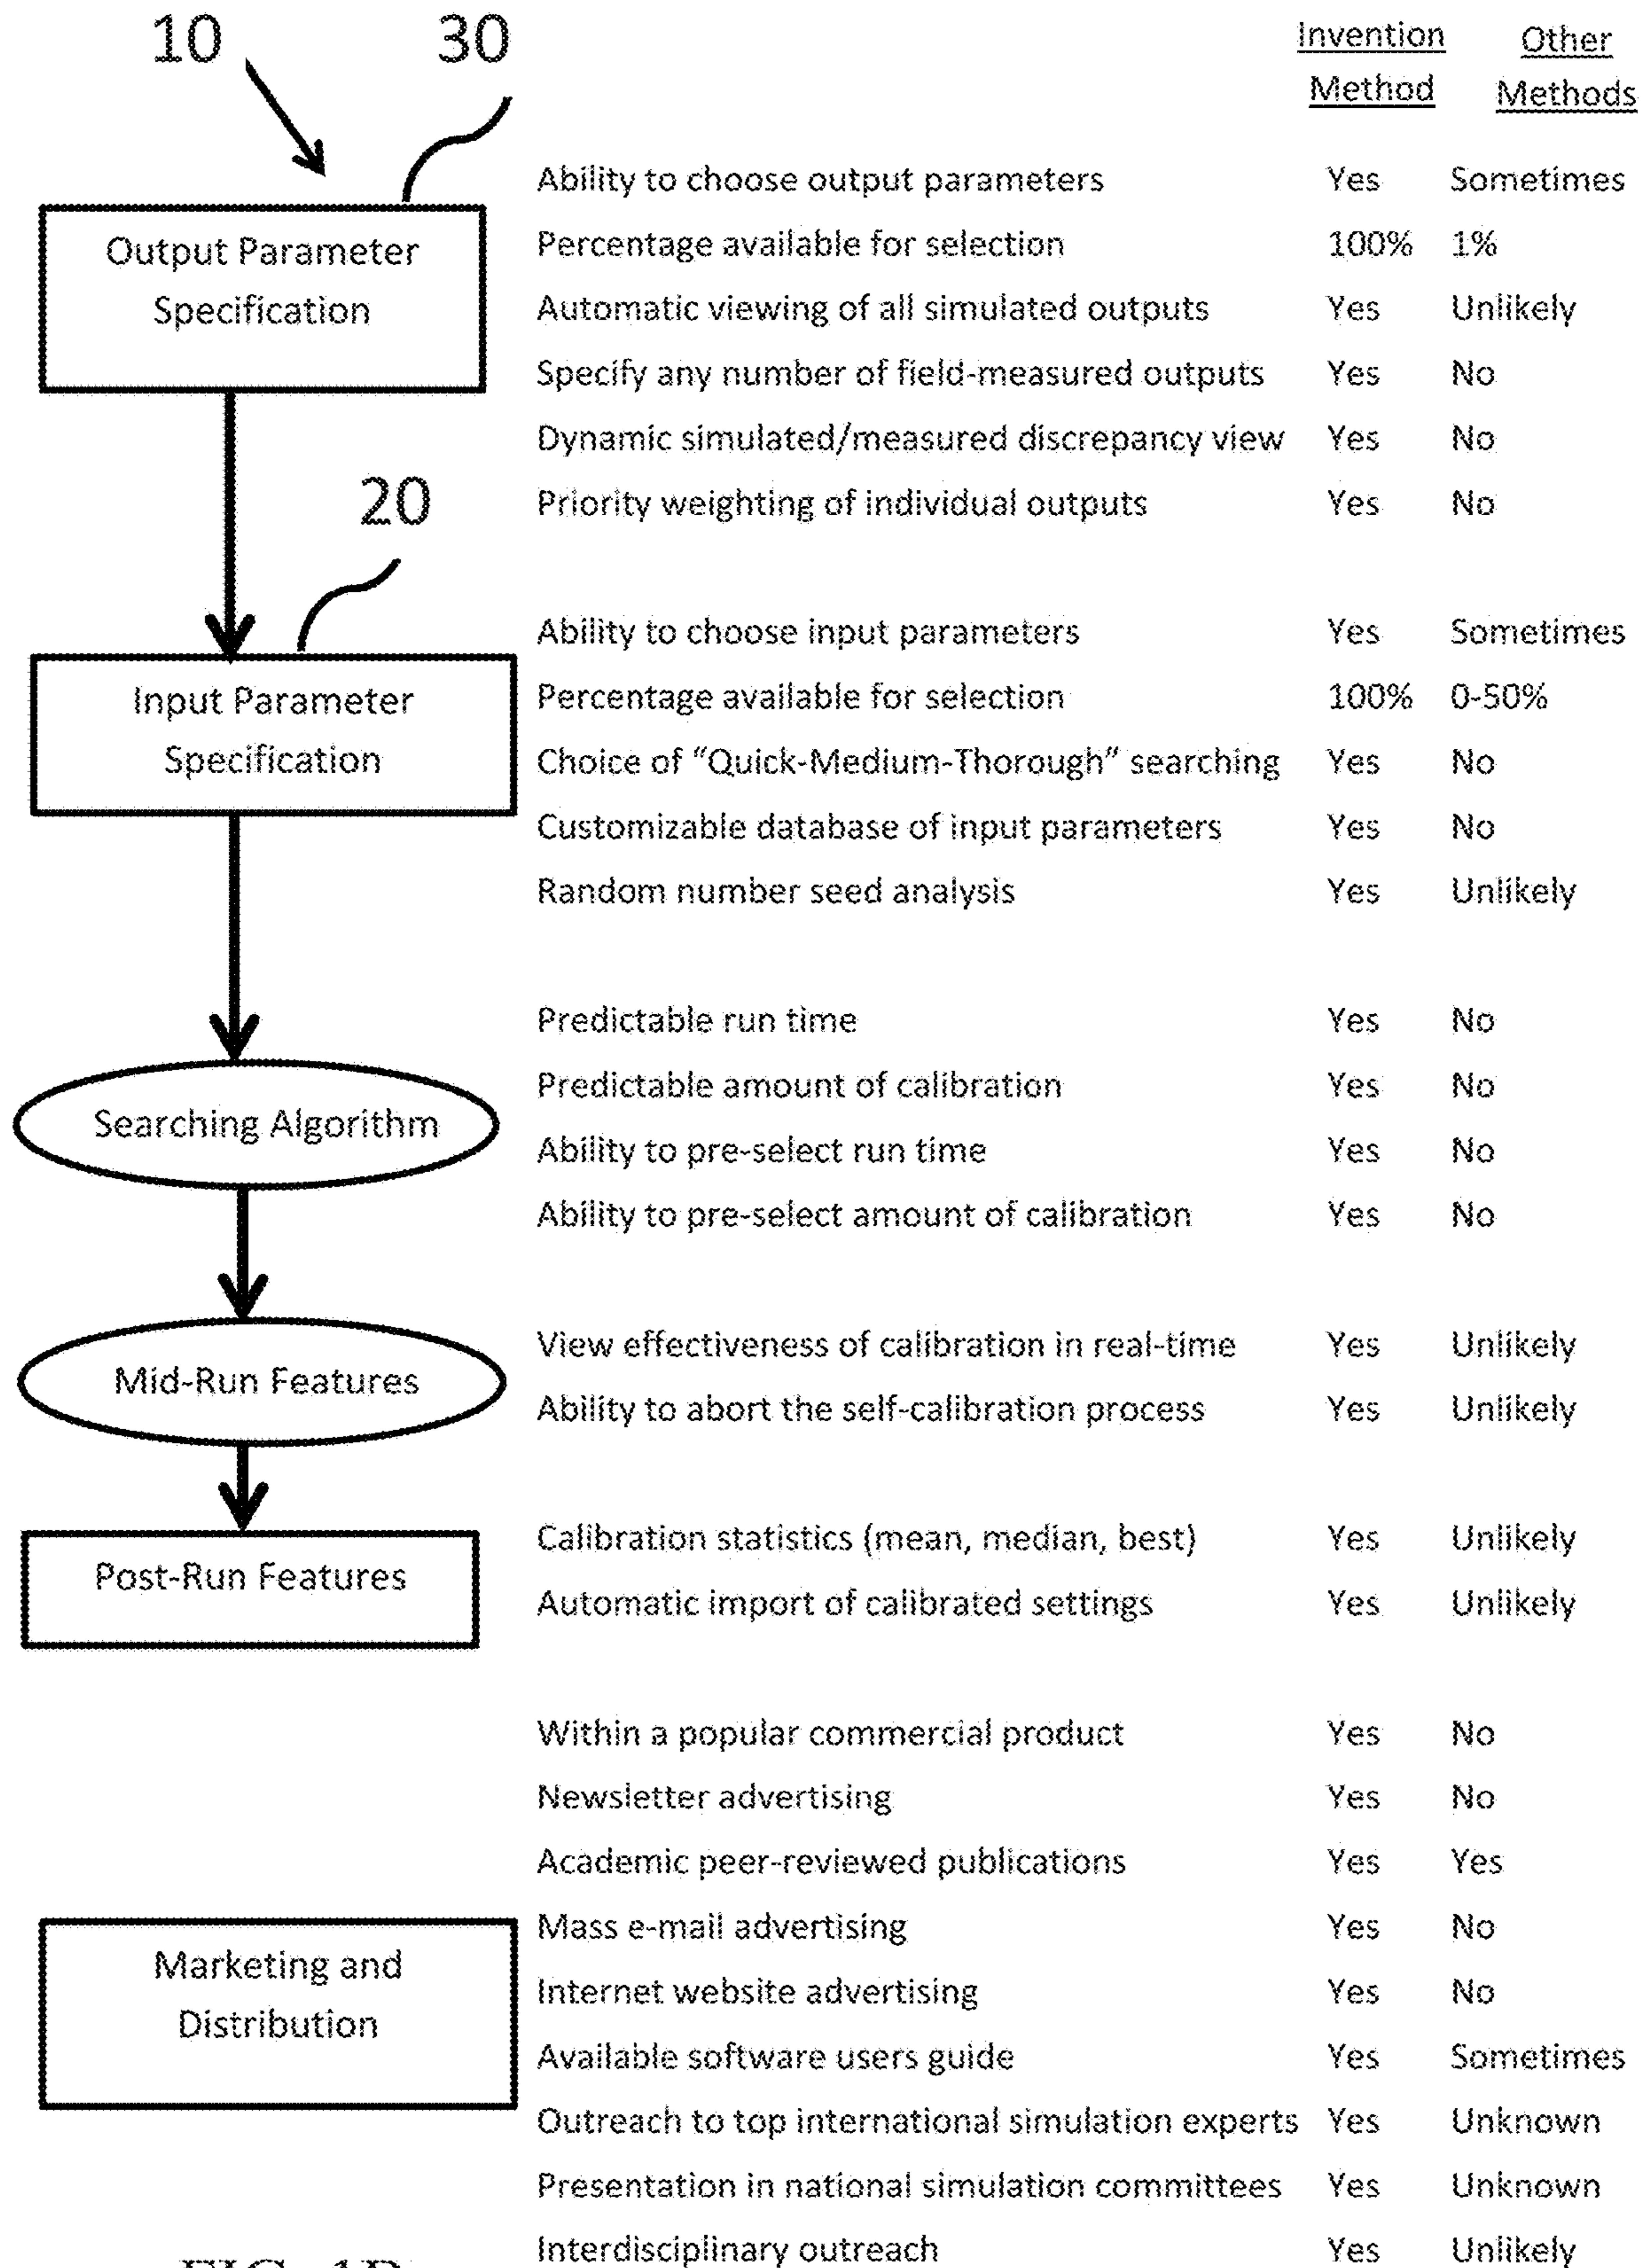 10
30
Invention
Method
Other
Methods
Output Parameter
Specification
Ability to choose output parameters Yes Sometimes
Percentage available for selection 100% 1%
Automatic viewing of all simulated outputs Yes Unlikely
Specify any number of field-measured outputs Yes No
Dynamic simulated/measured discrepancy view Yes No
Priority weighting of individual outputs Yes No
20
Input Parameter
Specification
Ability to choose input parameters Yes Sometimes
Percentage available for selection 100% 0-50%
Choice of “Quick-Medium-Thorough” searching Yes No
Customizable database of input parameters Yes No
Random number seed analysis Yes Unlikely
Searching Algorithm
Predictable run time Yes No
Predictable amount of calibration Yes No
Ability to pre-select run time Yes No
Ability to pre-select amount of calibration Yes No
Mid-Run Features
View effectiveness of calibration in real-time Yes Unlikely
Ability to abort the self-calibration process Yes Unlikely
Post-Run Features
Calibration statistics (mean, median, best) Yes Unlikely
Automatic import of calibrated settings Yes Unlikely
Marketing and
Distribution
Within a popular commercial product Yes No
Newsletter advertising Yes No
Academic peer-reviewed publications Yes Yes
Mass e-mail advertising Yes No
Internet website advertising Yes No
Available software users guide Yes Sometimes
Outreach to top international simulation experts Yes Unknown
Presentation in national simulation committees Yes Unknown
Interdisciplinary outreach Yes Unlikely